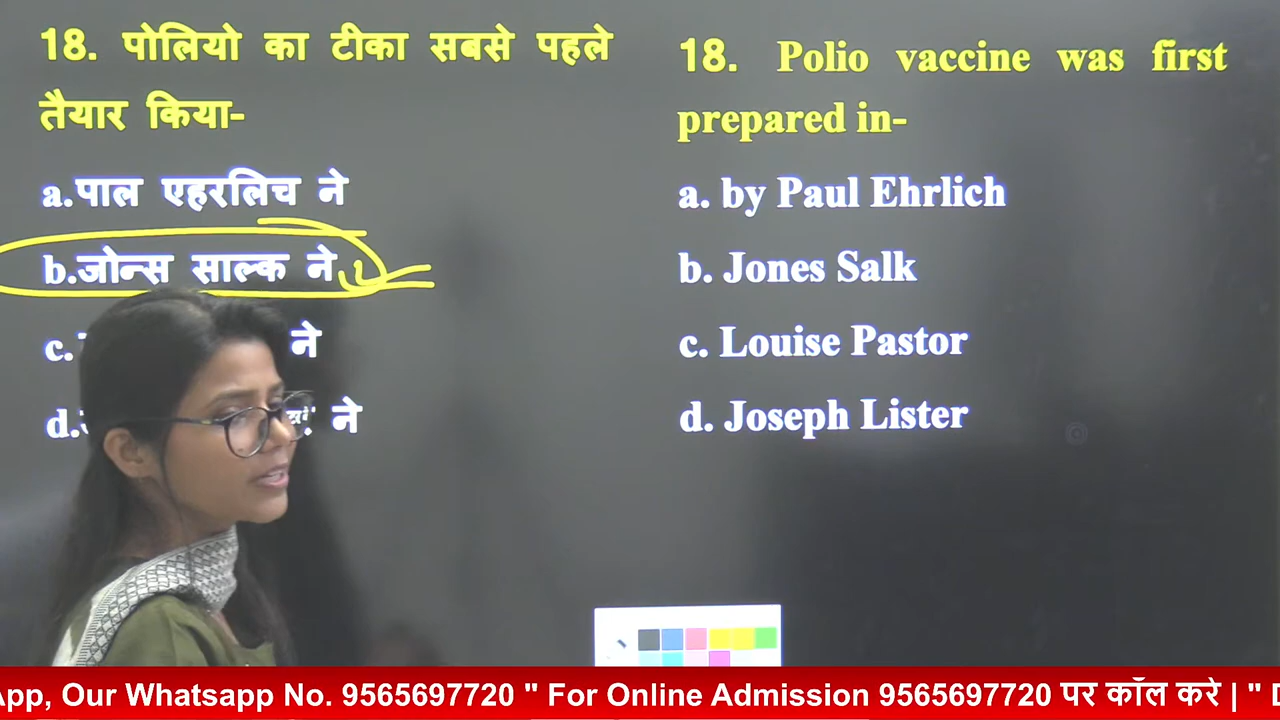 18. पोलियो का टीका सबसे पहले
तैयार किया-
a.पाल एहरलिच ने
b.जोन्स साल्क ने
c. ने
d. ने
18. Polio vaccine was first
prepared in-
a. by Paul Ehrlich
b. Jones Salk
c. Louise Pastor
d. Joseph Lister
App, Our Whatsapp No. 9565697720 " For Online Admission 9565697720 पर कॉल करे | "